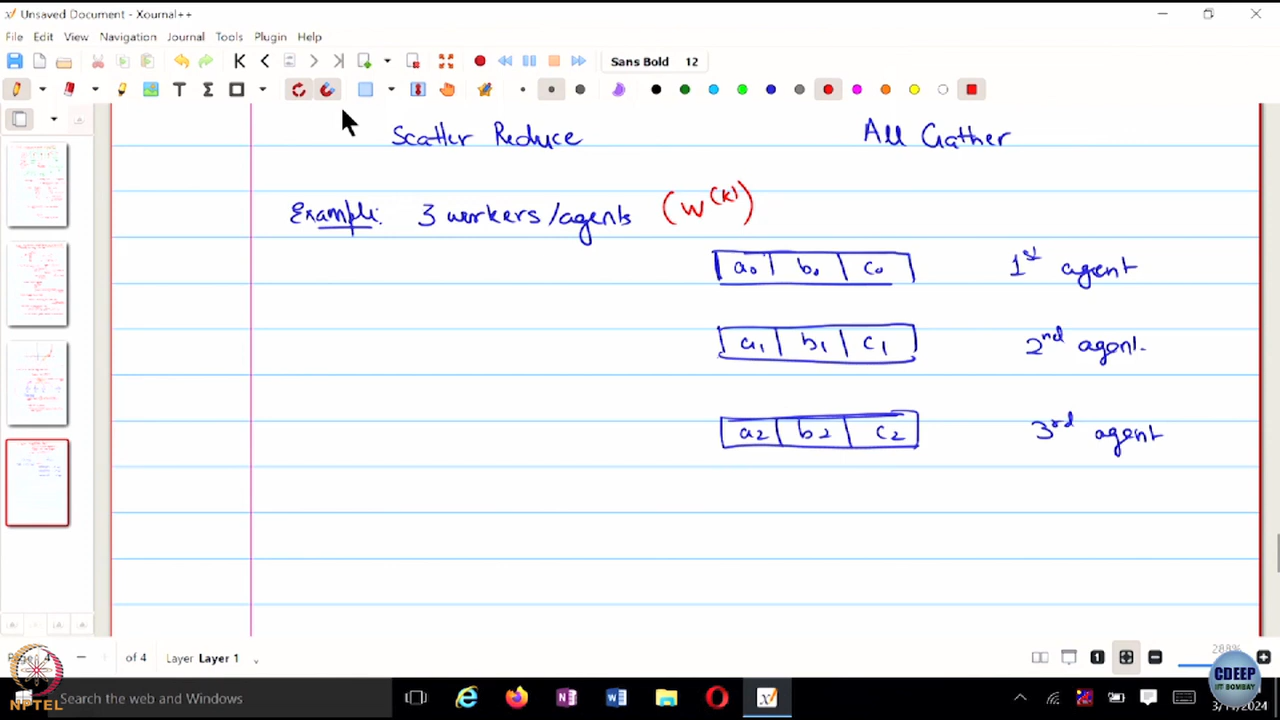 Unsaved Document - Xournal++
File Edit View Navigation Journal Tools Plugin Help
Sans Bold 12
Scatter Reduce All Gather
Example: 3 workers/agents (w^(k))
a0 b0 c0 1st agent
a1 b1 c1 2nd agent.
a2 b2 c2 3rd agent
of 4 Layer Layer 1
288%
Search the web and Windows
NPTEL
CDEEP
IIT BOMBAY